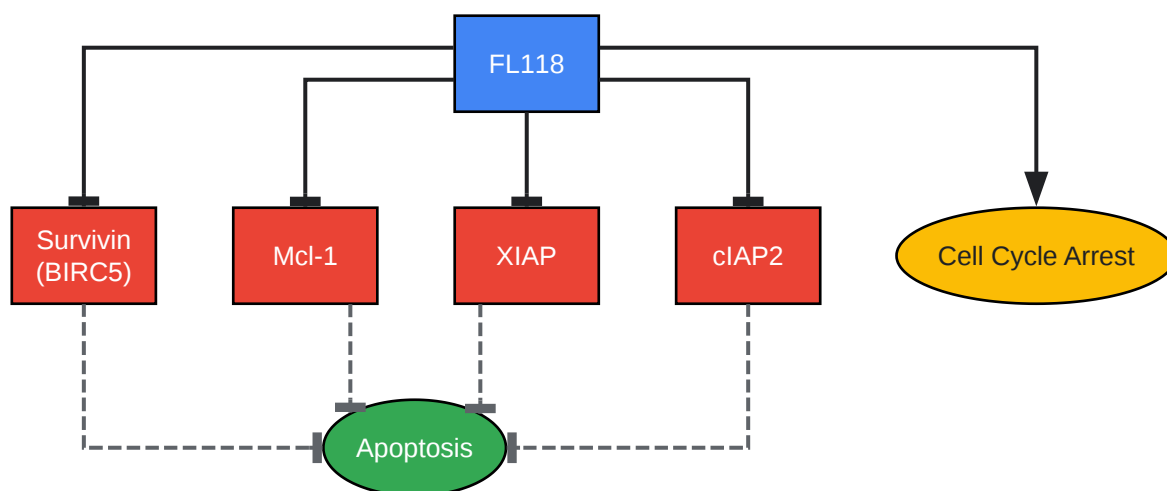 FL118
Survivin
(BIRC5)
Mcl-1
XIAP
cIAP2
Cell Cycle Arrest
Apoptosis